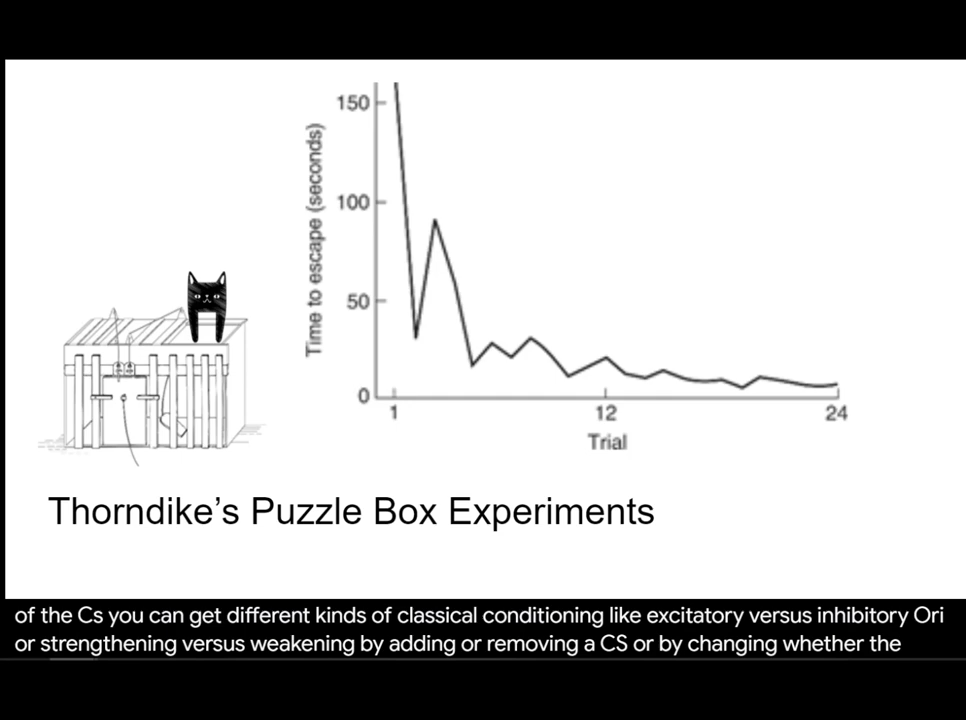 150
100
50
0
Time to escape (seconds)
1
12
24
Trial
Thorndike's Puzzle Box Experiments
of the Cs you can get different kinds of classical conditioning like excitatory versus inhibitory Ori
or strengthening versus weakening by adding or removing a CS or by changing whether the